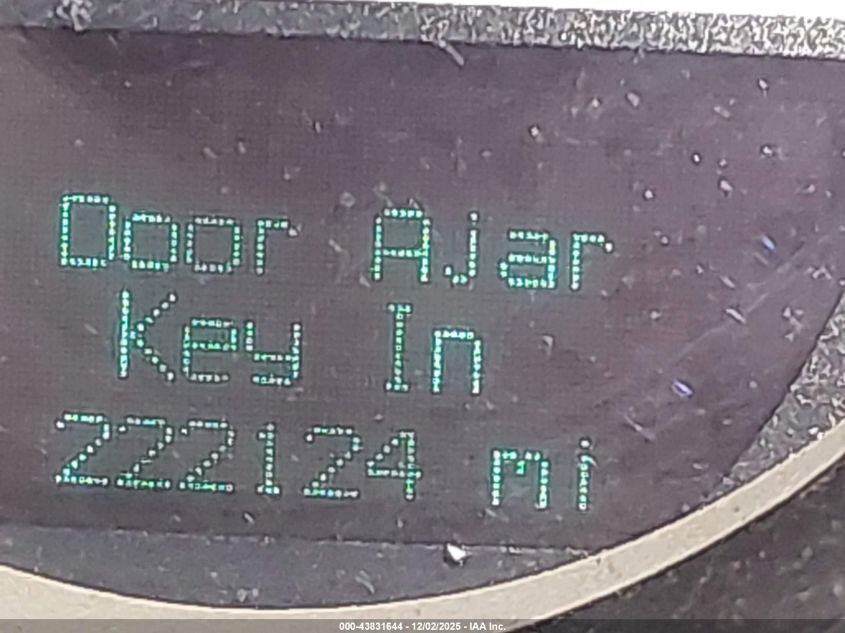 Door Ajar
Key In
222124 mi
000-43831644 - 12/02/2025 - IAA Inc.